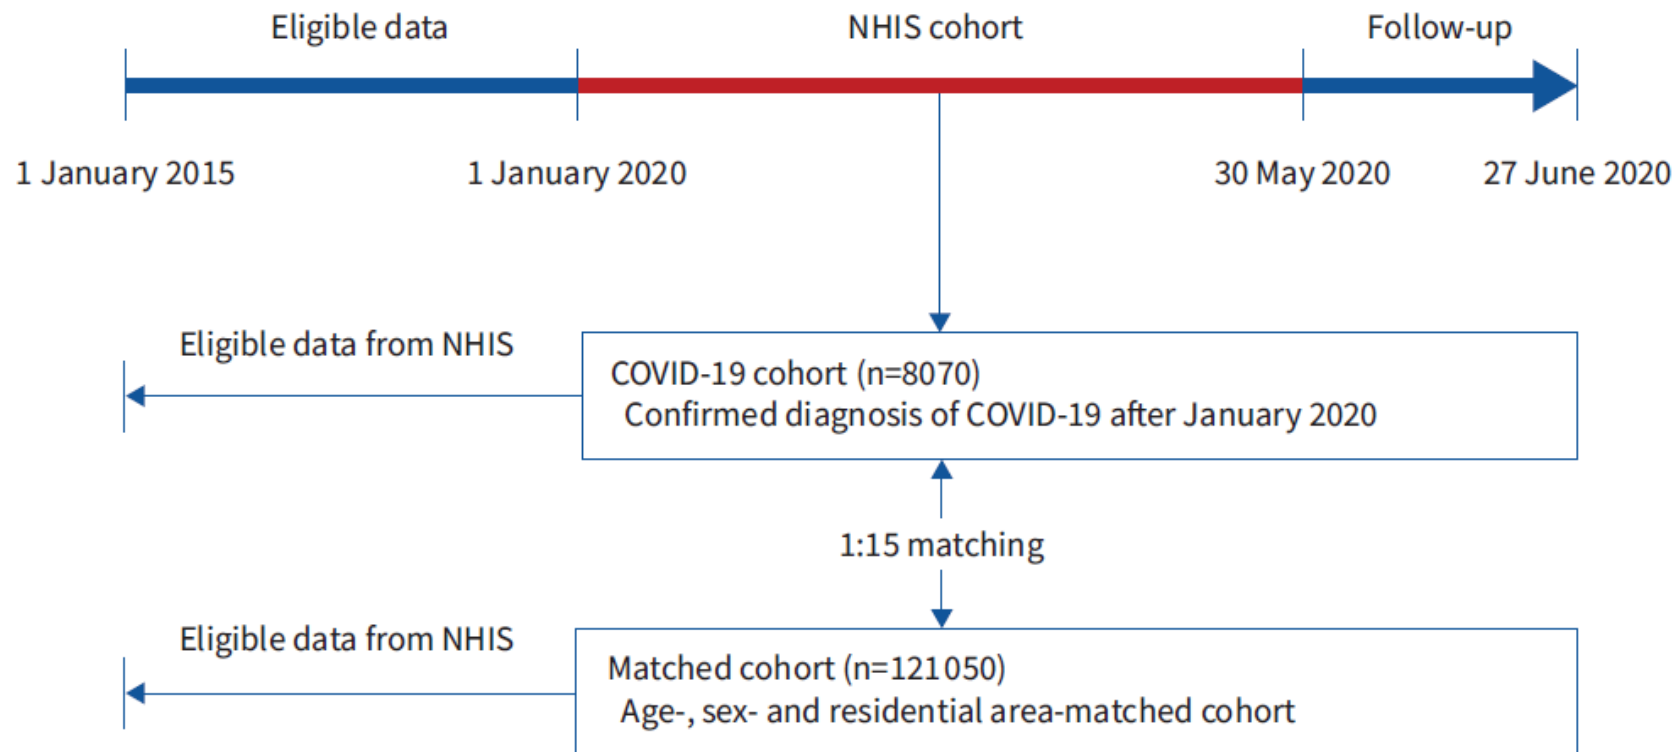 Eligible data
NHIS cohort
Follow-up
1 January 2015
1 January 2020
30 May 2020
27 June 2020
Eligible data from NHIS
COVID-19 cohort (n=8070)
Confirmed diagnosis of COVID-19 after January 2020
1:15 matching
Eligible data from NHIS
Matched cohort (n=121050)
Age-, sex- and residential area-matched cohort